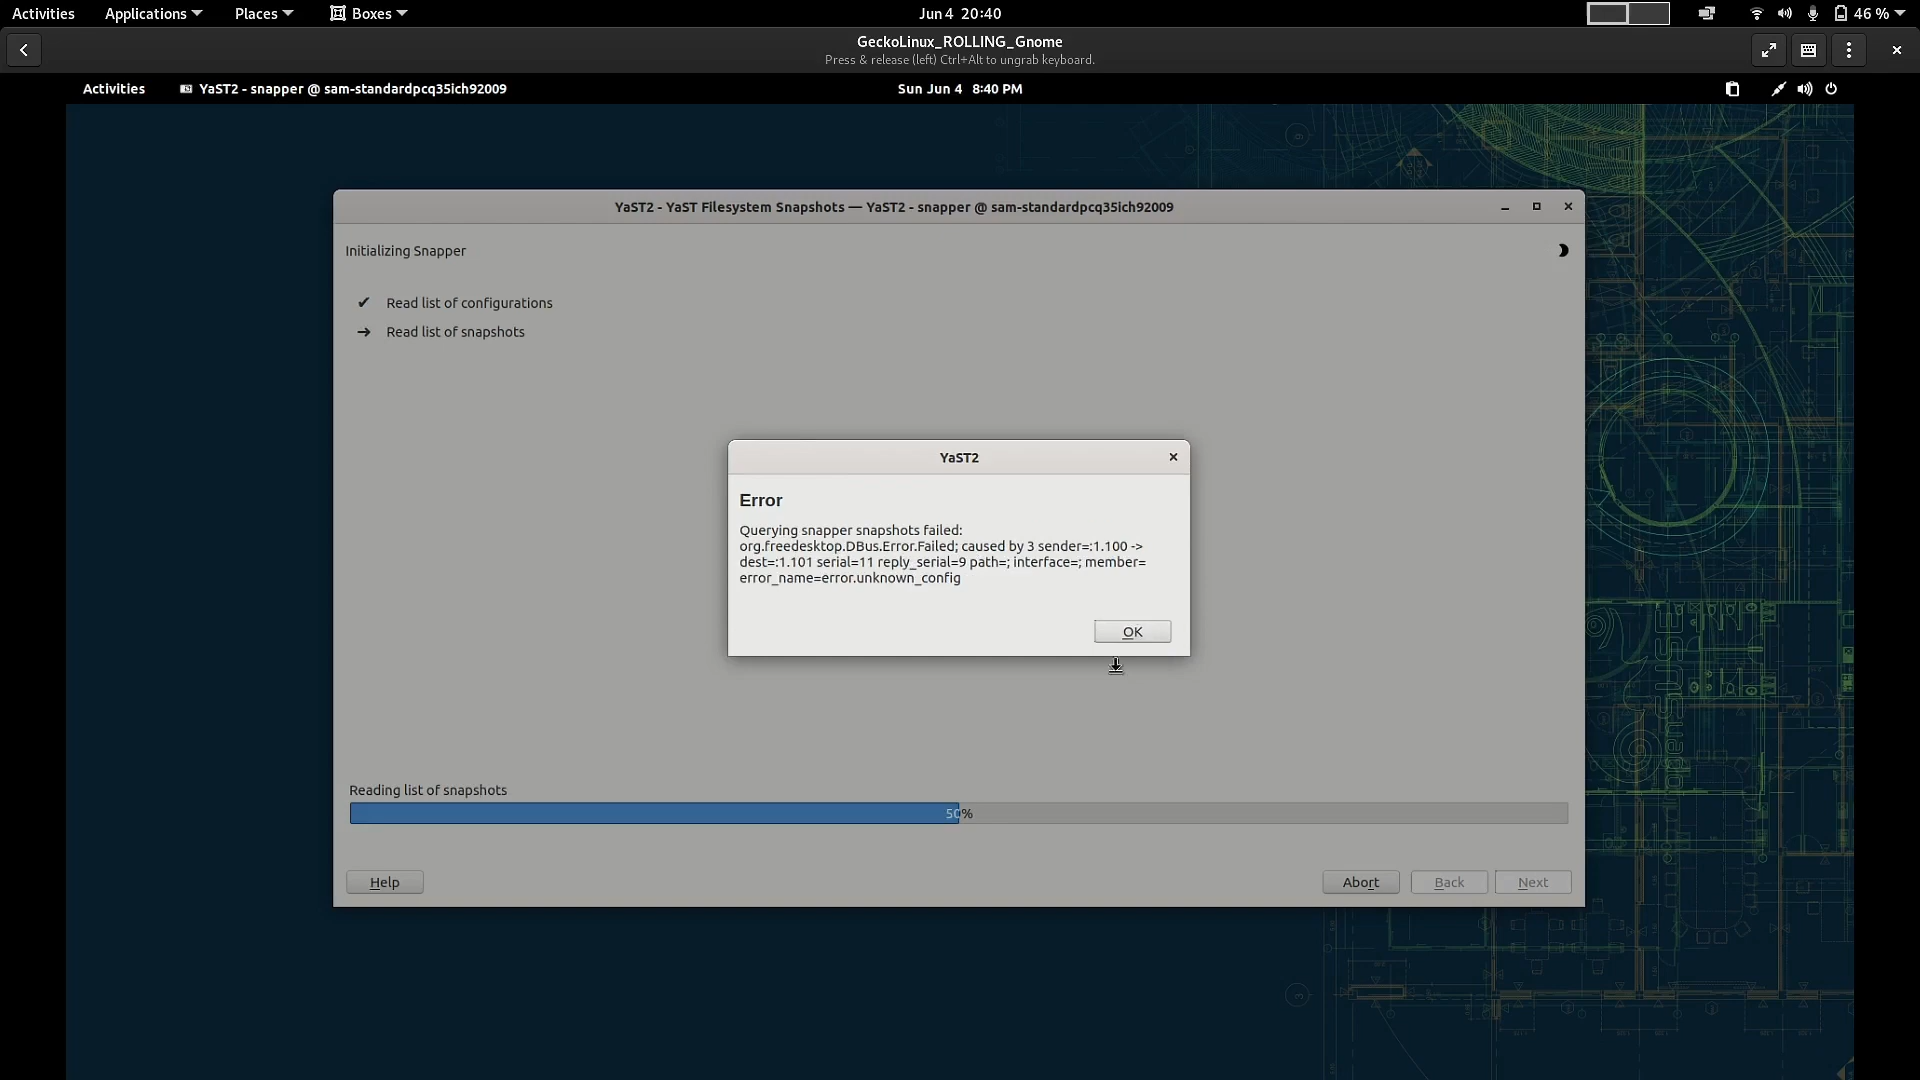 Activities Applications Places Boxes Jun 4 20:40 46 %
GeckoLinux_ROLLING_Gnome
Press & release (left) Ctrl+Alt to ungrab keyboard.
Activities YaST2 - snapper @ sam-standardpcq35ich92009 Sun Jun 4 8:40 PM
YaST2 - YaST Filesystem Snapshots — YaST2 - snapper @ sam-standardpcq35ich92009
Initializing Snapper
✔ Read list of configurations
➔ Read list of snapshots
YaST2
Error
Querying snapper snapshots failed:
org.freedesktop.DBus.Error.Failed; caused by 3 sender=:1.100 ->
dest=:1.101 serial=11 reply_serial=9 path=; interface=; member=
error_name=error.unknown_config
OK
Reading list of snapshots
50%
Help Abort Back Next
openSUSE